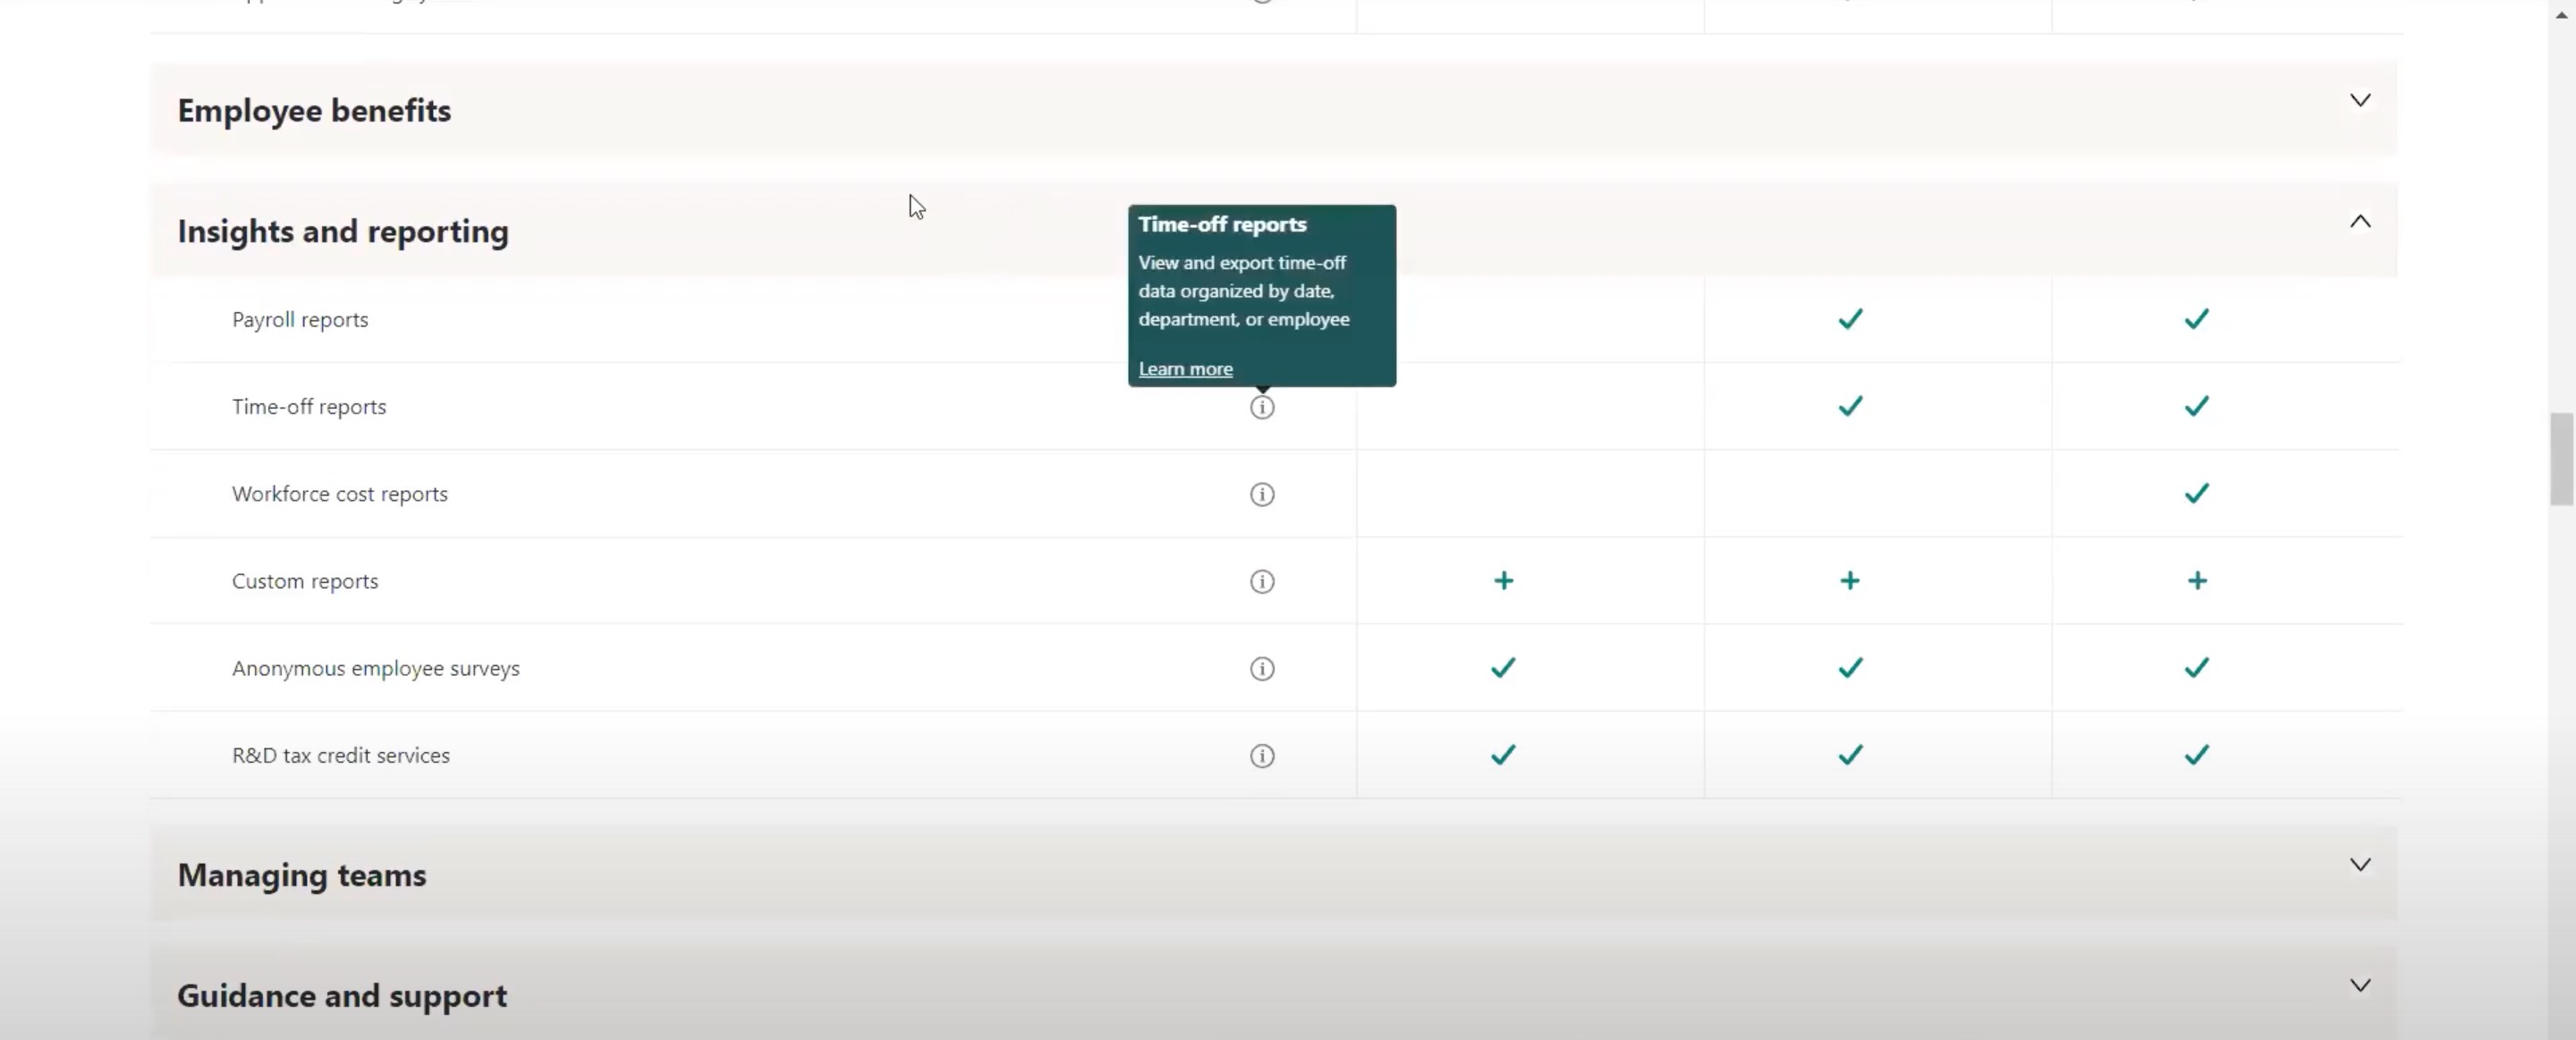 Employee benefits
Insights and reporting
Time-off reports
View and export time-off
data organized by date,
department, or employee
Learn more
Payroll reports
Time-off reports
Workforce cost reports
Custom reports
Anonymous employee surveys
R&D tax credit services
Managing teams
Guidance and support